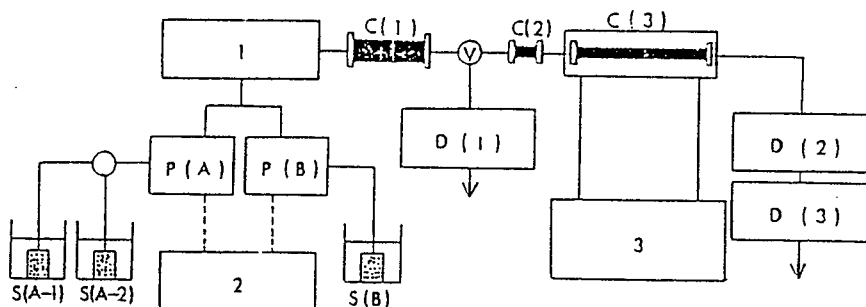 C(1)
C(2)
C(3)
1
V
D (1)
P(A)
P(B)
D (2)
D (3)
S(A-1)
S(A-2)
2
S(B)
3